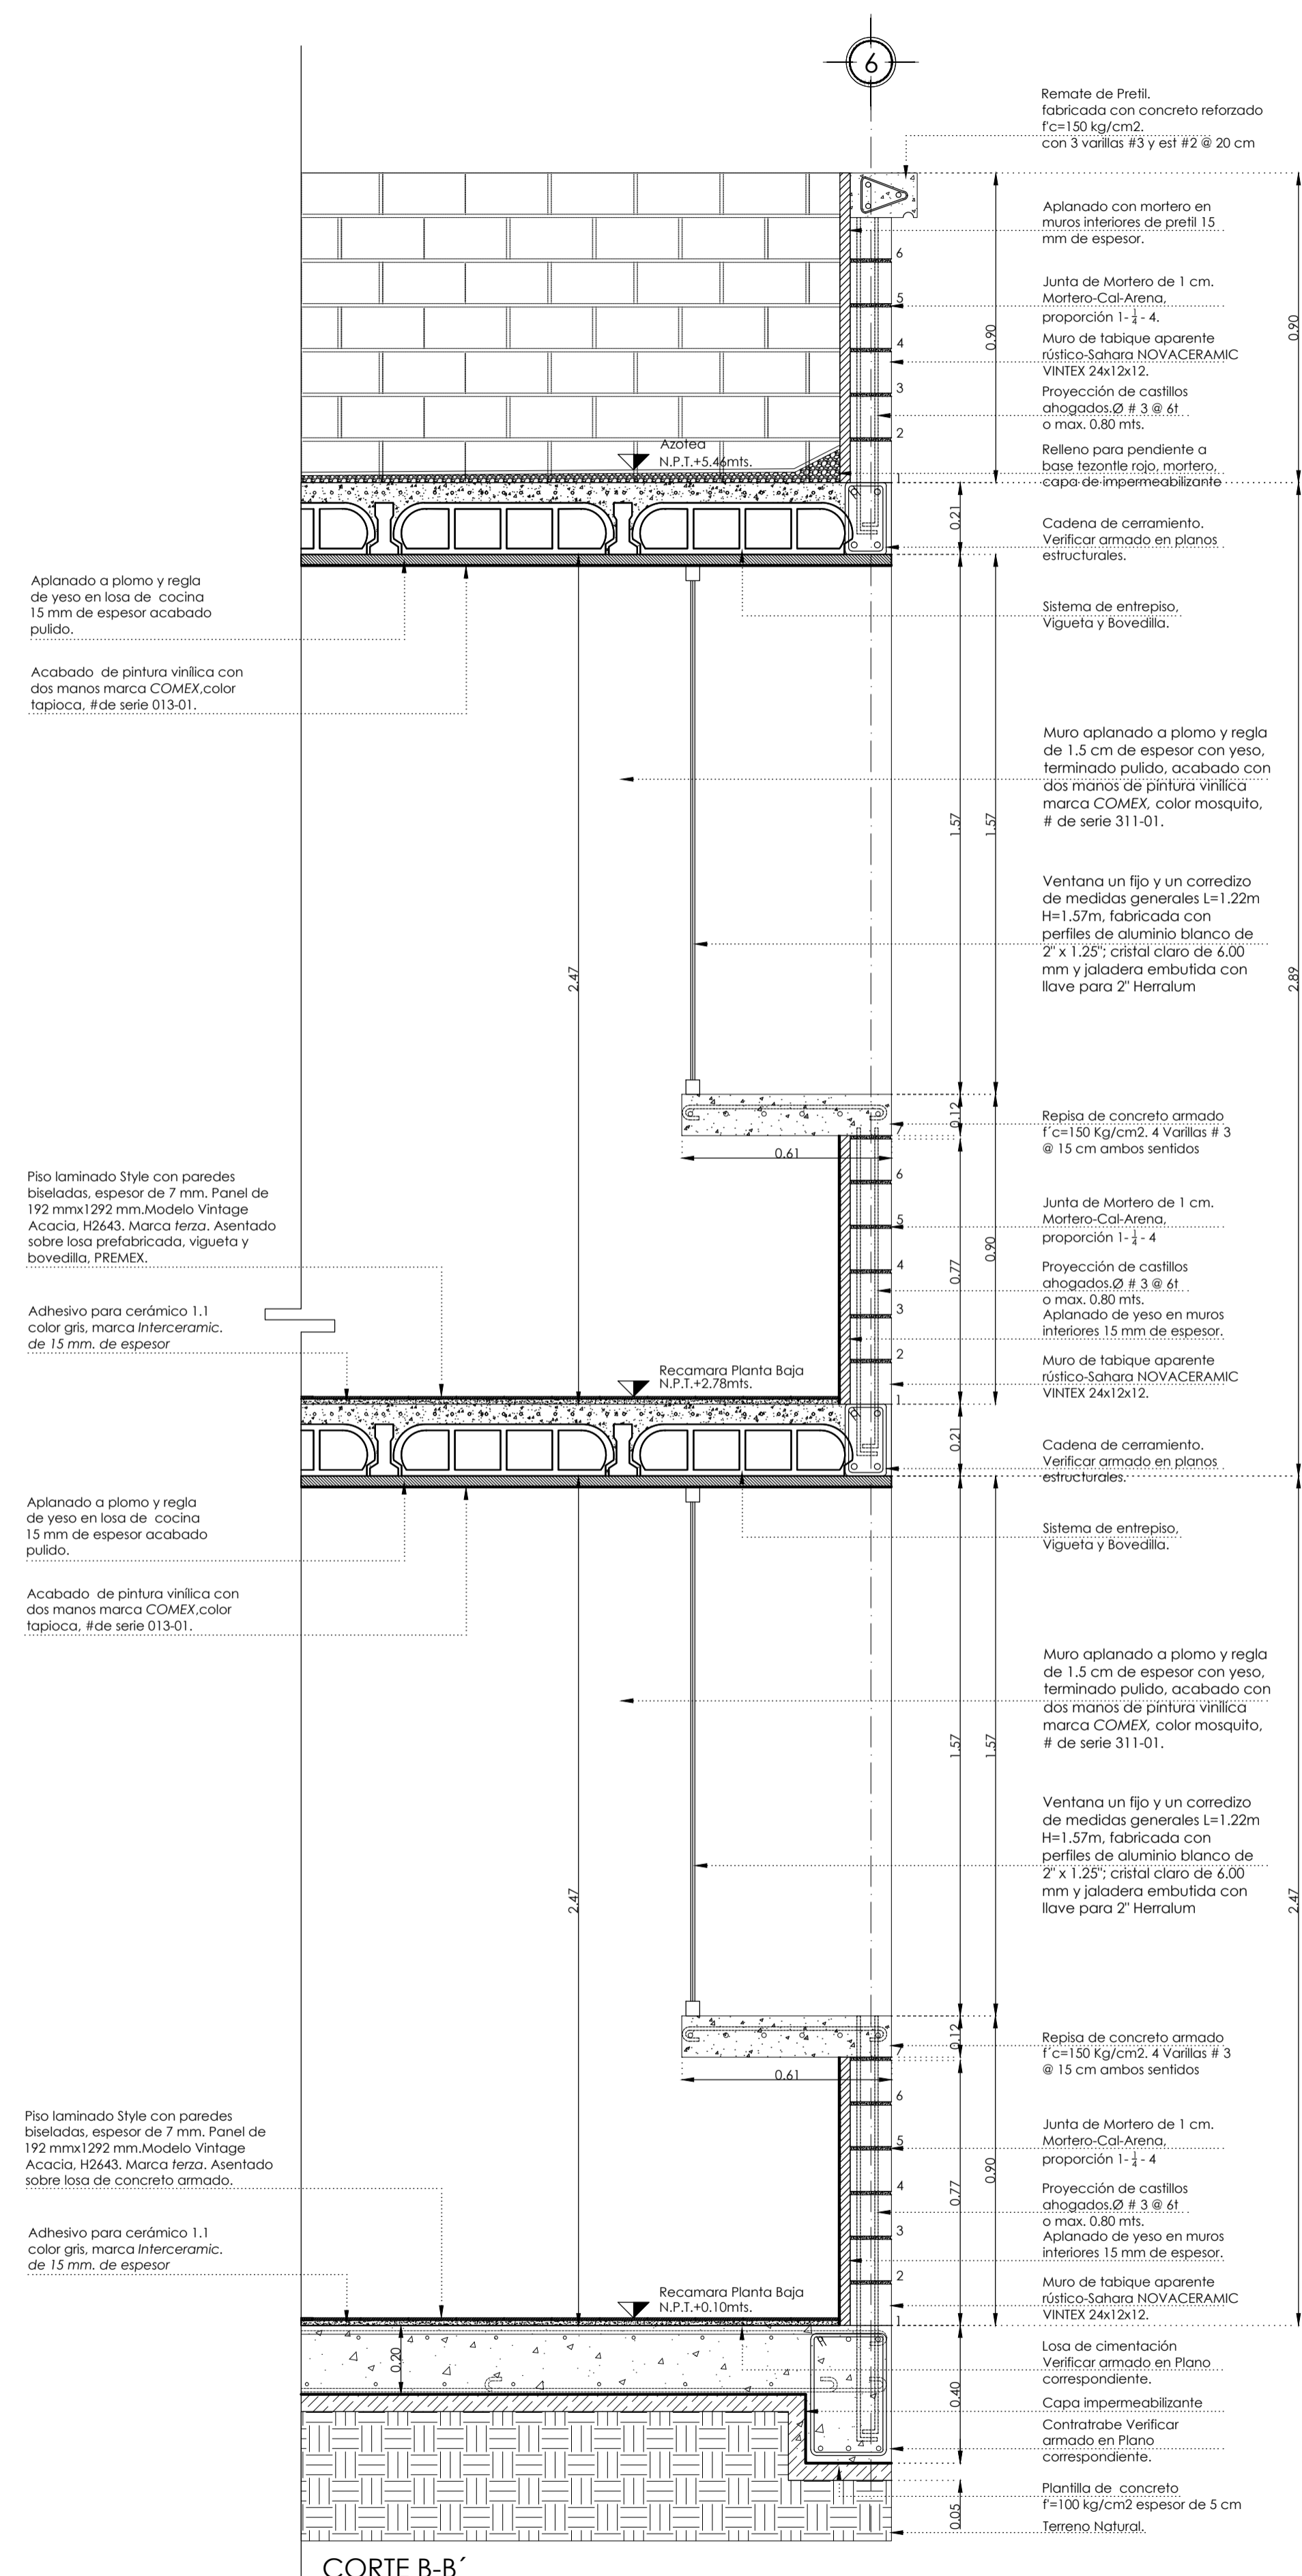 6
Remate de Pretil.
fabricada con concreto reforzado
f'c=150 kg/cm2.
con 3 varillas #3 y est #2 @ 20 cm
Aplanado con mortero en
muros interiores de pretil 15
mm de espesor.
6
Junta de Mortero de 1 cm.
Mortero-Cal-Arena,
proporción 1- 1/4 - 4.
5
0.90
0.90
Muro de tabique aparente
rústico-Sahara NOVACERAMIC
VINTEX 24x12x12.
4
Proyección de castillos
ahogados.Ø # 3 @ 6t
o max. 0.80 mts.
3
2
Azotea
N.P.T.+5.46mts.
Relleno para pendiente a
base tezontle rojo, mortero,
capa de impermeabilizante
1
0.21
Cadena de cerramiento.
Verificar armado en planos
estructurales.
Aplanado a plomo y regla
de yeso en losa de cocina
15 mm de espesor acabado
pulido.
Sistema de entrepiso,
Vigueta y Bovedilla.
Acabado de pintura vinílica con
dos manos marca COMEX,color
tapioca, #de serie 013-01.
Muro aplanado a plomo y regla
de 1.5 cm de espesor con yeso,
terminado pulido, acabado con
dos manos de pintura vinílica
marca COMEX, color mosquito,
# de serie 311-01.
1.57
1.57
Ventana un fijo y un corredizo
de medidas generales L=1.22m
H=1.57m, fabricada con
perfiles de aluminio blanco de
2" x 1.25"; cristal claro de 6.00
mm y jaladera embutida con
llave para 2" Herralum
2.47
2.89
0.12
Repisa de concreto armado
f´c=150 Kg/cm2. 4 Varillas # 3
@ 15 cm ambos sentidos
7
0.61
6
Piso laminado Style con paredes
biseladas, espesor de 7 mm. Panel de
192 mmx1292 mm.Modelo Vintage
Acacia, H2643. Marca terza. Asentado
sobre losa prefabricada, vigueta y
bovedilla, PREMEX.
Junta de Mortero de 1 cm.
Mortero-Cal-Arena,
proporción 1- 1/4 - 4
5
0.90
4
0.77
Proyección de castillos
ahogados.Ø # 3 @ 6t
o max. 0.80 mts.
Aplanado de yeso en muros
interiores 15 mm de espesor.
3
Adhesivo para cerámico 1.1
color gris, marca Interceramic.
de 15 mm. de espesor
2
Recamara Planta Baja
N.P.T.+2.78mts.
Muro de tabique aparente
rústico-Sahara NOVACERAMIC
VINTEX 24x12x12.
1
0.21
Cadena de cerramiento.
Verificar armado en planos
estructurales.
Aplanado a plomo y regla
de yeso en losa de cocina
15 mm de espesor acabado
pulido.
Sistema de entrepiso,
Vigueta y Bovedilla.
Acabado de pintura vinílica con
dos manos marca COMEX,color
tapioca, #de serie 013-01.
Muro aplanado a plomo y regla
de 1.5 cm de espesor con yeso,
terminado pulido, acabado con
dos manos de pintura vinílica
marca COMEX, color mosquito,
# de serie 311-01.
1.57
1.57
Ventana un fijo y un corredizo
de medidas generales L=1.22m
H=1.57m, fabricada con
perfiles de aluminio blanco de
2" x 1.25"; cristal claro de 6.00
mm y jaladera embutida con
llave para 2" Herralum
2.47
2.47
0.12
Repisa de concreto armado
f´c=150 Kg/cm2. 4 Varillas # 3
@ 15 cm ambos sentidos
7
0.61
6
Piso laminado Style con paredes
biseladas, espesor de 7 mm. Panel de
192 mmx1292 mm.Modelo Vintage
Acacia, H2643. Marca terza. Asentado
sobre losa de concreto armado.
Junta de Mortero de 1 cm.
Mortero-Cal-Arena,
proporción 1- 1/4 - 4
5
0.90
4
0.77
Proyección de castillos
ahogados.Ø # 3 @ 6t
o max. 0.80 mts.
Aplanado de yeso en muros
interiores 15 mm de espesor.
3
Adhesivo para cerámico 1.1
color gris, marca Interceramic.
de 15 mm. de espesor
2
Recamara Planta Baja
N.P.T.+0.10mts.
Muro de tabique aparente
rústico-Sahara NOVACERAMIC
VINTEX 24x12x12.
1
0.20
Losa de cimentación
Verificar armado en Plano
correspondiente.
0.40
Capa impermeabilizante
Contratrabe Verificar
armado en Plano
correspondiente.
Plantilla de concreto
f'=100 kg/cm2 espesor de 5 cm
0.05
Terreno Natural.
CORTE B-B´